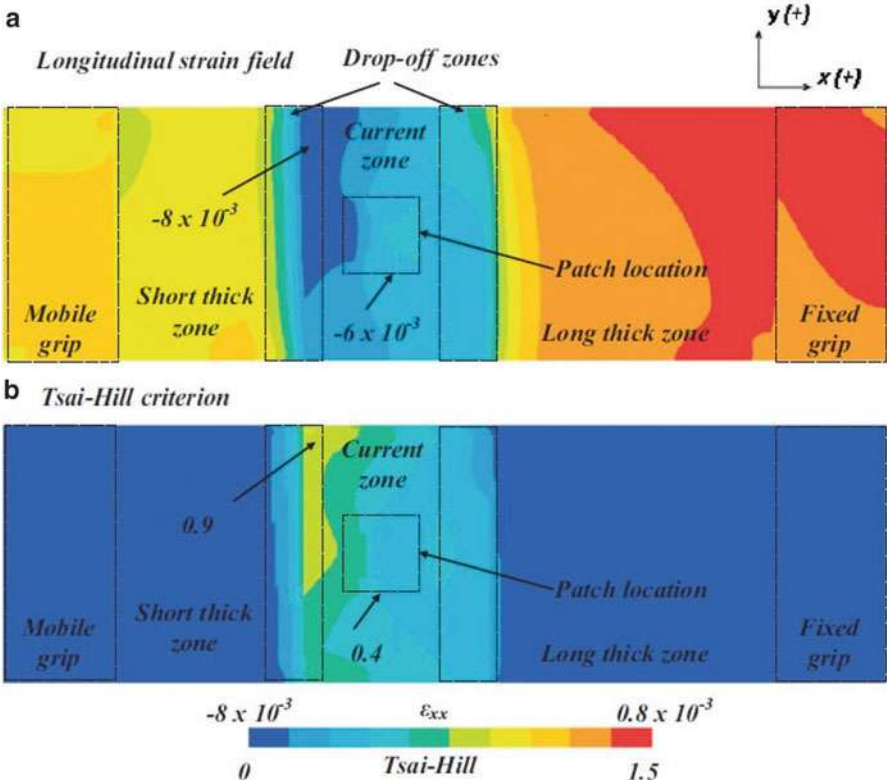 a
y (+)
x (+)
Longitudinal strain field
Drop-off zones
Current
zone
-8 x 10⁻³
Patch location
Mobile
grip
Short thick
zone
-6 x 10⁻³
Long thick zone
Fixed
grip
b
Tsai-Hill criterion
Current
zone
0.9
Patch location
Mobile
grip
Short thick
zone
0.4
Long thick zone
Fixed
grip
-8 x 10⁻³
εxx
0.8 x 10⁻³
0
Tsai-Hill
1.5